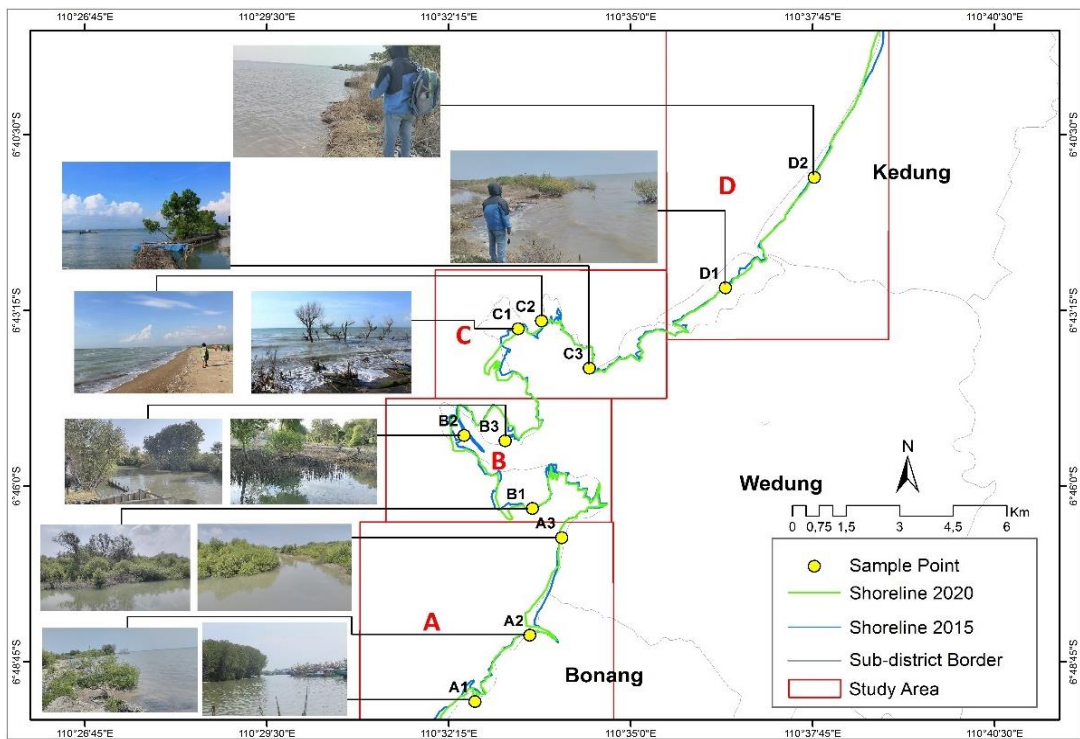 110°26'45"E 110°29'30"E 110°32'15"E 110°35'0"E 110°37'45"E 110°40'30"E
6°40'30"S 6°40'30"S
D2
Kedung
D
D1
6°43'15"S 6°43'15"S
C2
C1
C
C3
B2
B3
B
N
6°46'0"S 6°46'0"S
Wedung
B1
A3
0 0,75 1,5 3 4,5 6 Km
Sample Point
Shoreline 2020
A
A2
Shoreline 2015
Sub-district Border
6°48'45"S 6°48'45"S
Bonang
A1
Study Area
110°26'45"E 110°29'30"E 110°32'15"E 110°35'0"E 110°37'45"E 110°40'30"E